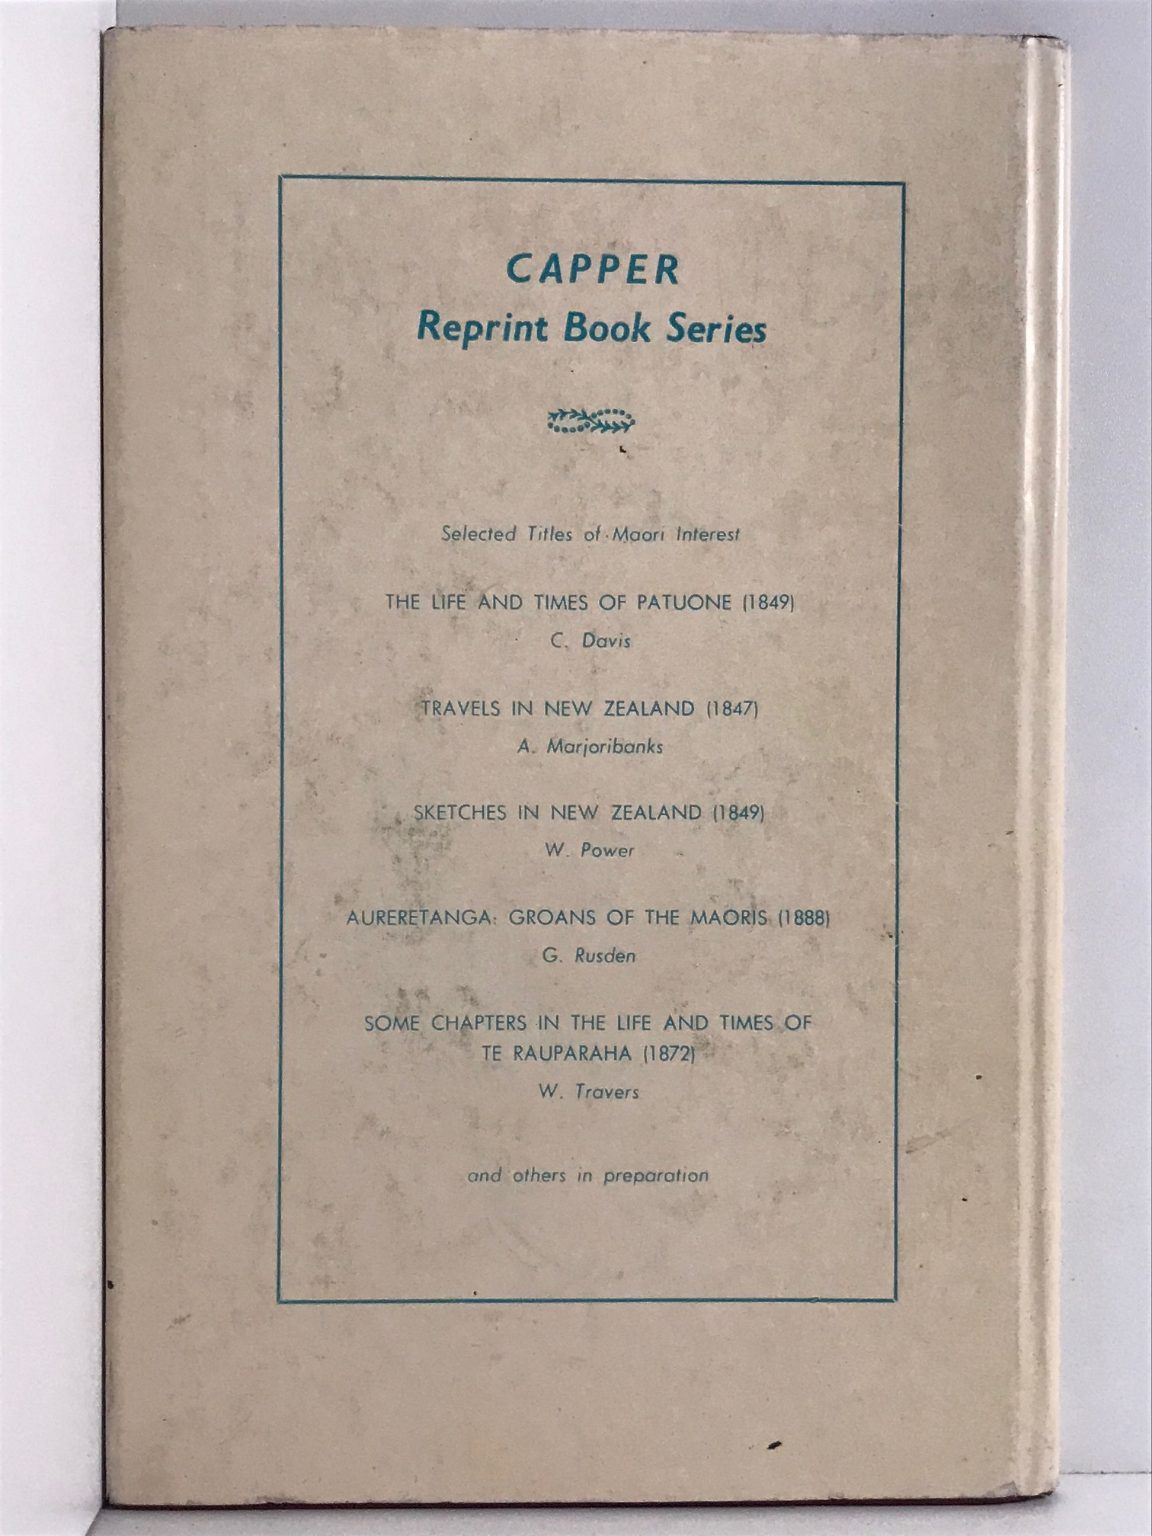 CAPPER
Reprint Book Series
Selected Titles of Maori Interest
THE LIFE AND TIMES OF PATUONE (1849)
C. Davis
TRAVELS IN NEW ZEALAND (1847)
A. Marjoribanks
SKETCHES IN NEW ZEALAND (1849)
W. Power
AURERETANGA: GROANS OF THE MAORIS (1888)
G. Rusden
SOME CHAPTERS IN THE LIFE AND TIMES OF
TE RAUPARAHA (1872)
W. Travers
and others in preparation